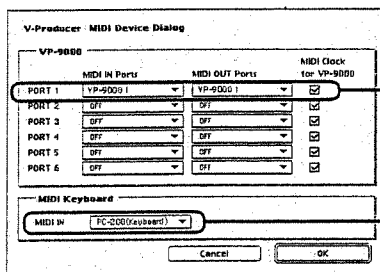 V-Producer MIDI Device Dialog
VP-9000
MIDI IN Ports MIDI OUT Ports MIDI Clock for VP-9000
PORT 1 VP-9000 1 VP-9000 1
PORT 2 OFF OFF
PORT 3 OFF OFF
PORT 4 OFF OFF
PORT 5 OFF OFF
PORT 6 OFF OFF
MIDI Keyboard
MIDI IN PC-200(Keyboard)
Cancel OK